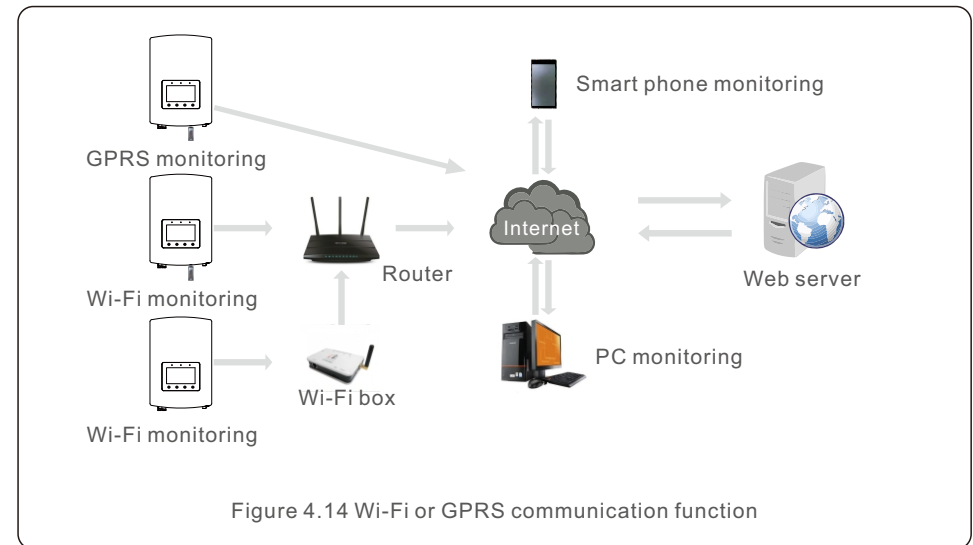 Smart phone monitoring
GPRS monitoring
Internet
Router
Web server
Wi-Fi monitoring
PC monitoring
Wi-Fi box
Wi-Fi monitoring
Figure 4.14 Wi-Fi or GPRS communication function